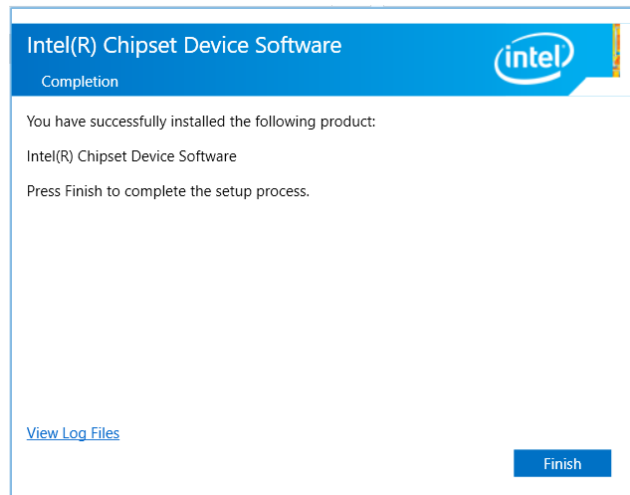 Intel(R) Chipset Device Software
intel
Completion
You have successfully installed the following product:
Intel(R) Chipset Device Software
Press Finish to complete the setup process.
View Log Files
Finish